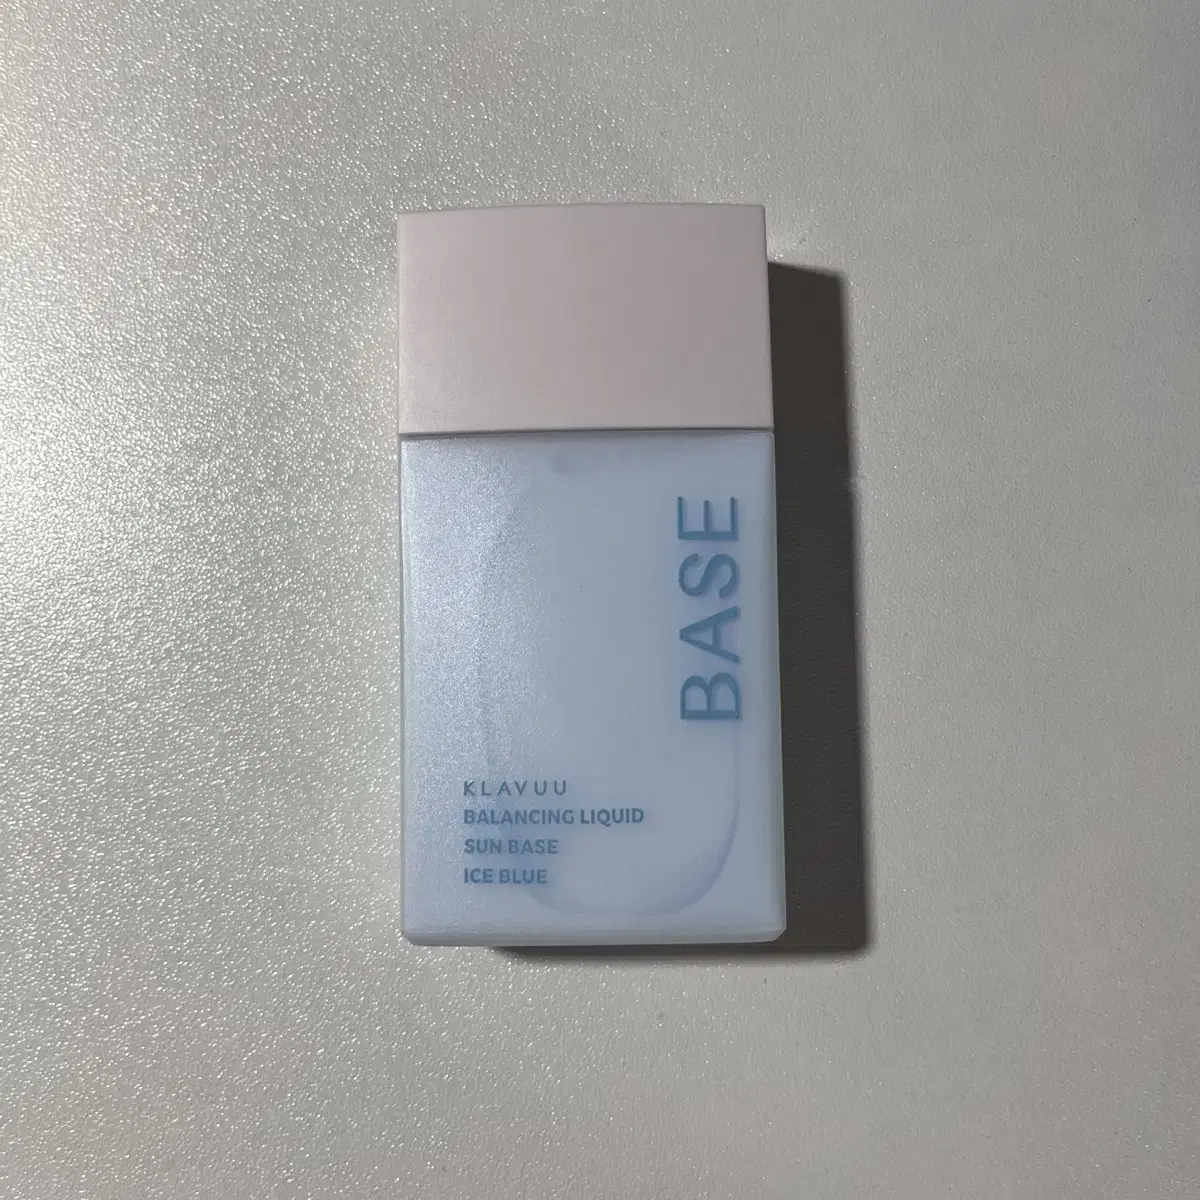 BASE
KLAVUU
BALANCING LIQUID
SUN BASE
ICE BLUE